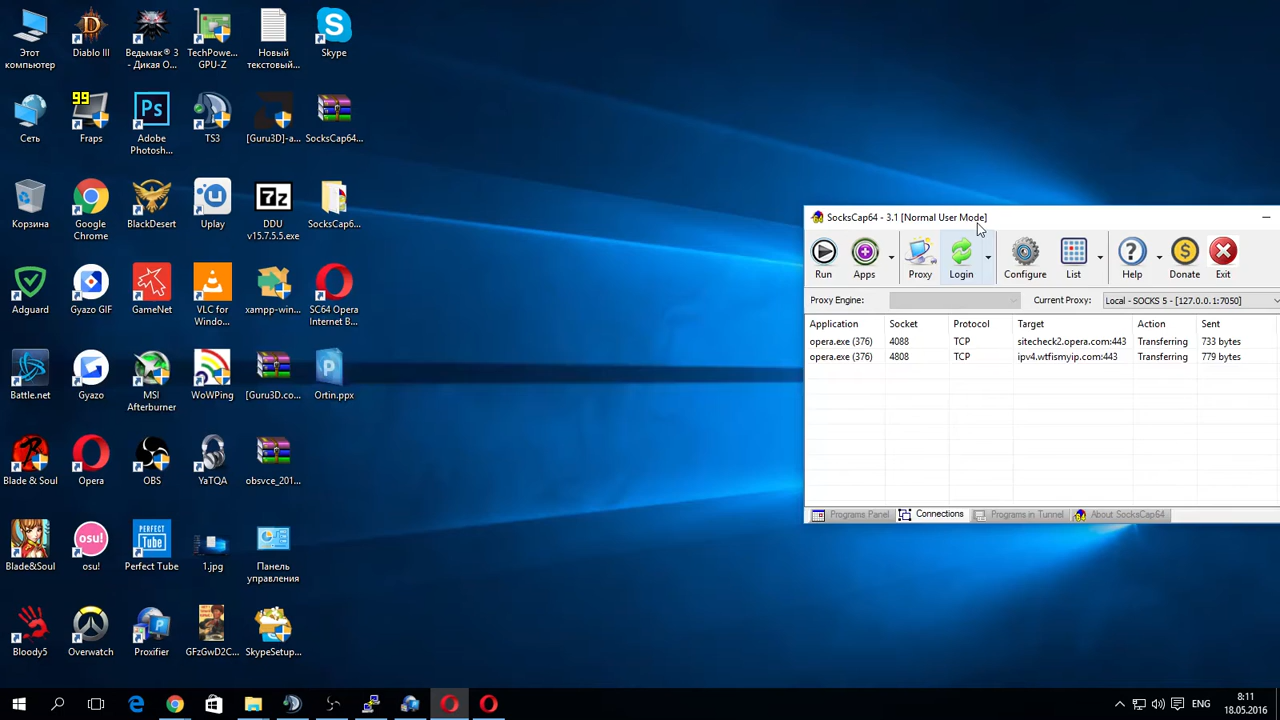 Этот
компьютер
Diablo III
Ведьмак® 3
- Дикая О...
TechPowe...
GPU-Z
Новый
текстовый...
S
Skype
Сеть
99
Fraps
Ps
Adobe
Photosh...
TS3
[Guru3D]-a...
SocksCap64...
Корзина
Google
Chrome
BlackDesert
Uplay
7z
DDU
v15.7.5.5.exe
SocksCap6...
Adguard
Gyazo GIF
GameNet
VLC for
Windo...
xampp-win...
SC64 Opera
Internet B...
Battle.net
Gyazo
MSI
Afterburner
WoWPing
[Guru3D.co...
Ortin.ppx
Blade & Soul
Opera
OBS
YaTQA
obsvce_201...
Blade&Soul
osu!
osu!
PERFECT
Tube
Perfect Tube
1.jpg
Панель
управления
Bloody5
Overwatch
Proxifier
GFzGwD2C...
SkypeSetup...
SocksCap64 - 3.1 [Normal User Mode]
Run
Apps
Proxy
Login
Configure
List
Help
Donate
Exit
Proxy Engine:
Current Proxy:
Local - SOCKS 5 - [127.0.0.1:7050]
Application Socket Protocol Target Action Sent
opera.exe (376) 4088 TCP sitecheck2.opera.com:443 Transferring 733 bytes
opera.exe (376) 4808 TCP ipv4.wtfismyip.com:443 Transferring 779 bytes
Programs Panel Connections Programs in Tunnel About SocksCap64
ENG
8:11
18.05.2016